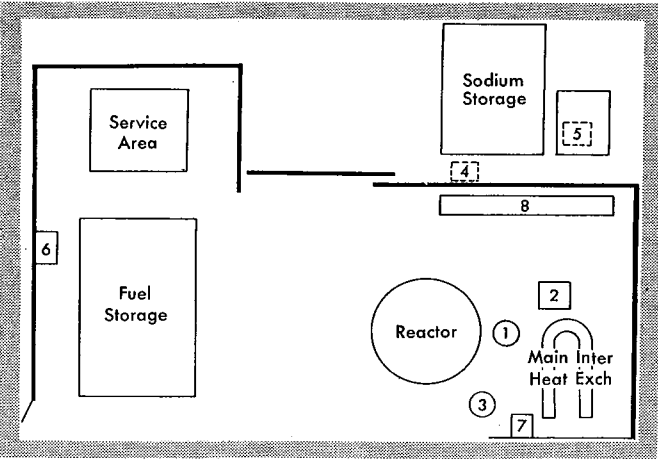 Sodium
Storage
Service
Area
5
4
8
6
Fuel
Storage
2
Reactor
1
Main Inter
Heat Exch
3
7